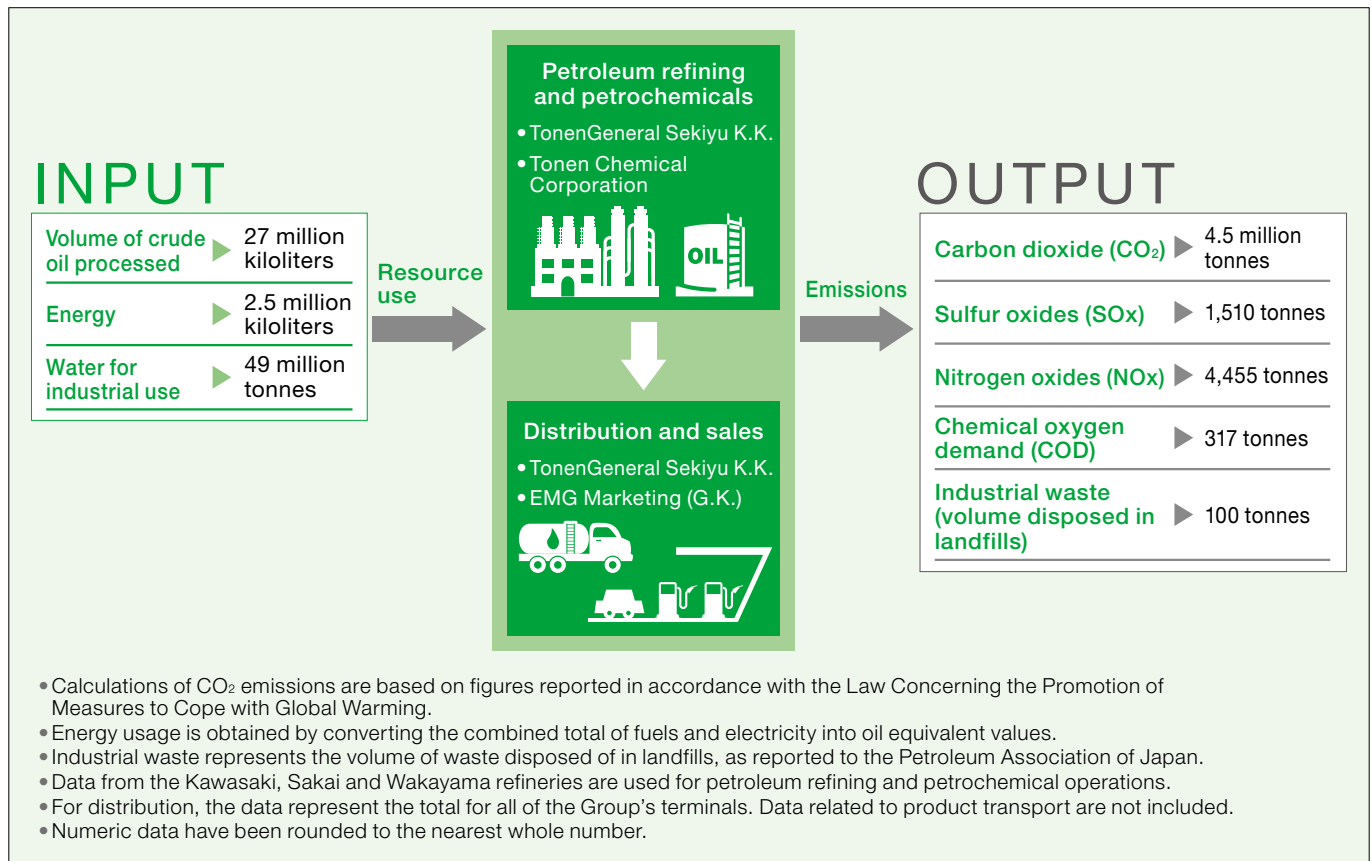 INPUT
Volume of crude
oil processed
27 million
kiloliters
Energy
2.5 million
kiloliters
Water for
industrial use
49 million
tonnes
Resource
use
Petroleum refining
and petrochemicals
• TonenGeneral Sekiyu K.K.
• Tonen Chemical
Corporation
OIL
Distribution and sales
• TonenGeneral Sekiyu K.K.
• EMG Marketing (G.K.)
Emissions
OUTPUT
Carbon dioxide (CO₂)
4.5 million
tonnes
Sulfur oxides (SOx)
1,510 tonnes
Nitrogen oxides (NOx)
4,455 tonnes
Chemical oxygen
demand (COD)
317 tonnes
Industrial waste
(volume disposed in
landfills)
100 tonnes
• Calculations of CO₂ emissions are based on figures reported in accordance with the Law Concerning the Promotion of
Measures to Cope with Global Warming.
• Energy usage is obtained by converting the combined total of fuels and electricity into oil equivalent values.
• Industrial waste represents the volume of waste disposed of in landfills, as reported to the Petroleum Association of Japan.
• Data from the Kawasaki, Sakai and Wakayama refineries are used for petroleum refining and petrochemical operations.
• For distribution, the data represent the total for all of the Group's terminals. Data related to product transport are not included.
• Numeric data have been rounded to the nearest whole number.